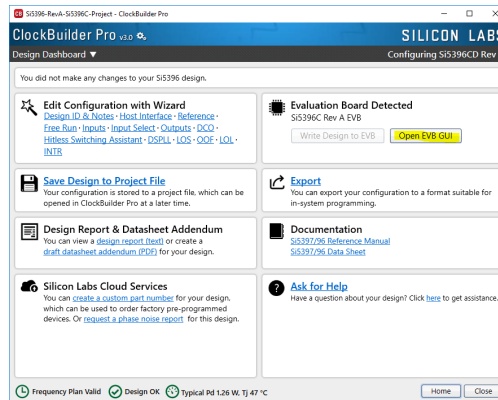 Si5396-RevA-Si5396C-Project - ClockBuilder Pro
ClockBuilder Pro v3.0
SILICON LABS
Design Dashboard ▼
Configuring Si5396CD Rev
You did not make any changes to your Si5396 design.
Edit Configuration with Wizard
Design ID & Notes · Host Interface · Reference ·
Free Run · Inputs · Input Select · Outputs · DCO ·
Hitless Switching Assistant · DSPLL · LOS · OOF · LOL ·
INTR
Evaluation Board Detected
Si5396C Rev A EVB
Write Design to EVB
Open EVB GUI
Save Design to Project File
Your configuration is stored to a project file, which can be
opened in ClockBuilder Pro at a later time.
Export
You can export your configuration to a format suitable for
in-system programming.
Design Report & Datasheet Addendum
You can view a design report (text) or create a
draft datasheet addendum (PDF) for your design.
Documentation
Si5397/96 Reference Manual
Si5397/96 Data Sheet
Silicon Labs Cloud Services
You can create a custom part number for your design,
which can be used to order factory pre-programmed
devices. Or request a phase noise report for this design.
Ask for Help
Have a question about your design? Click here to get assistance.
Frequency Plan Valid
Design OK
Typical Pd 1.26 W, Tj 47 °C
Home
Close